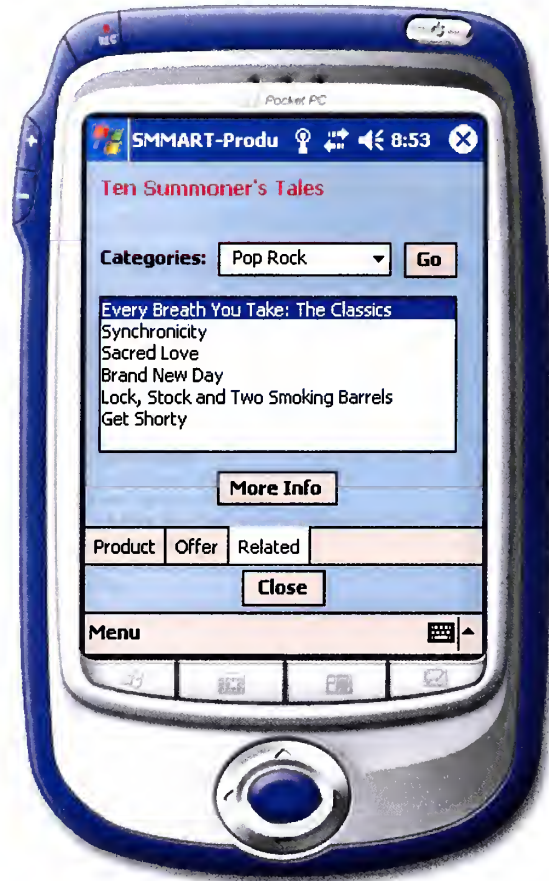 REC
Pocket PC
SMMART-Produ 8:53
Ten Summoner's Tales
Categories: Pop Rock Go
Every Breath You Take: The Classics
Synchronicity
Sacred Love
Brand New Day
Lock, Stock and Two Smoking Barrels
Get Shorty
More Info
Product Offer Related
Close
Menu